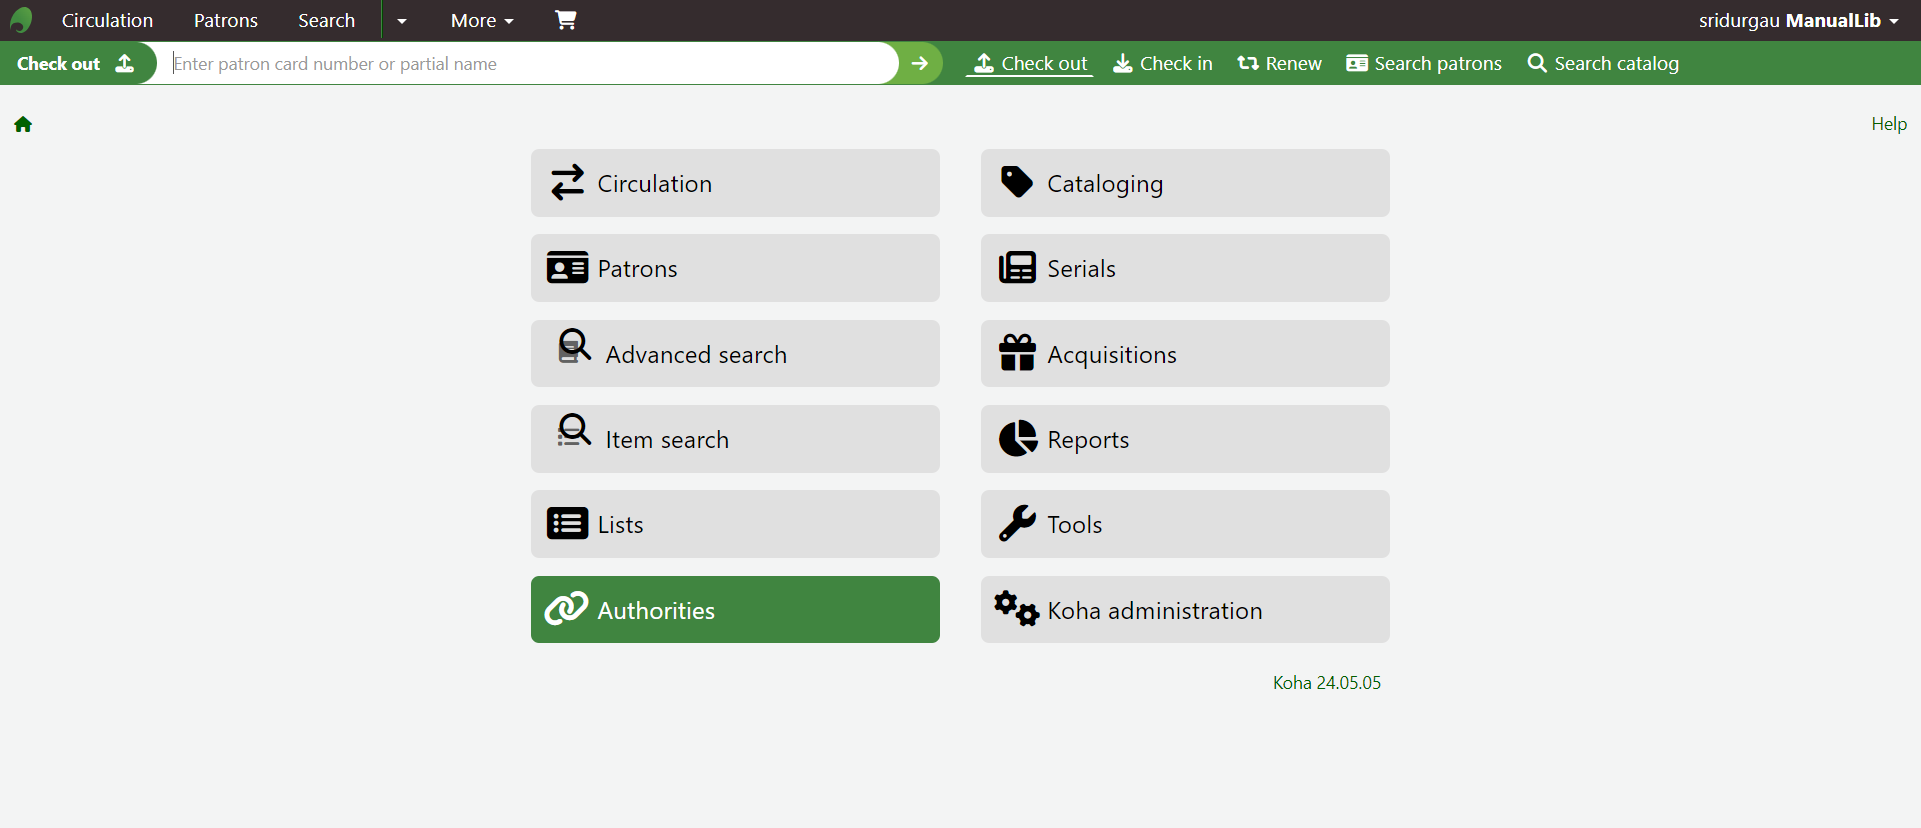 Circulation Patrons Search More sridurgau ManualLib
Check out Enter patron card number or partial name Check out Check in Renew Search patrons Search catalog
Help
Circulation Cataloging
Patrons Serials
Advanced search Acquisitions
Item search Reports
Lists Tools
Authorities Koha administration
Koha 24.05.05